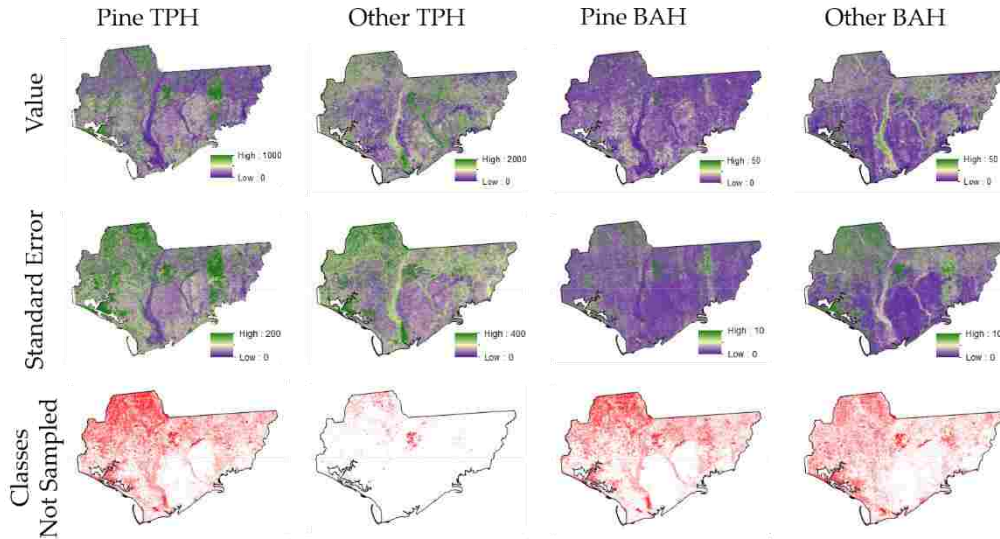 Pine TPH Other TPH Pine BAH Other BAH
Value
High : 1000
Low : 0
High : 2000
Low : 0
High : 50
Low : 0
High : 50
Low : 0
Standard Error
High : 200
Low : 0
High : 400
Low : 0
High : 10
Low : 0
High : 10
Low : 0
Classes
Not Sampled